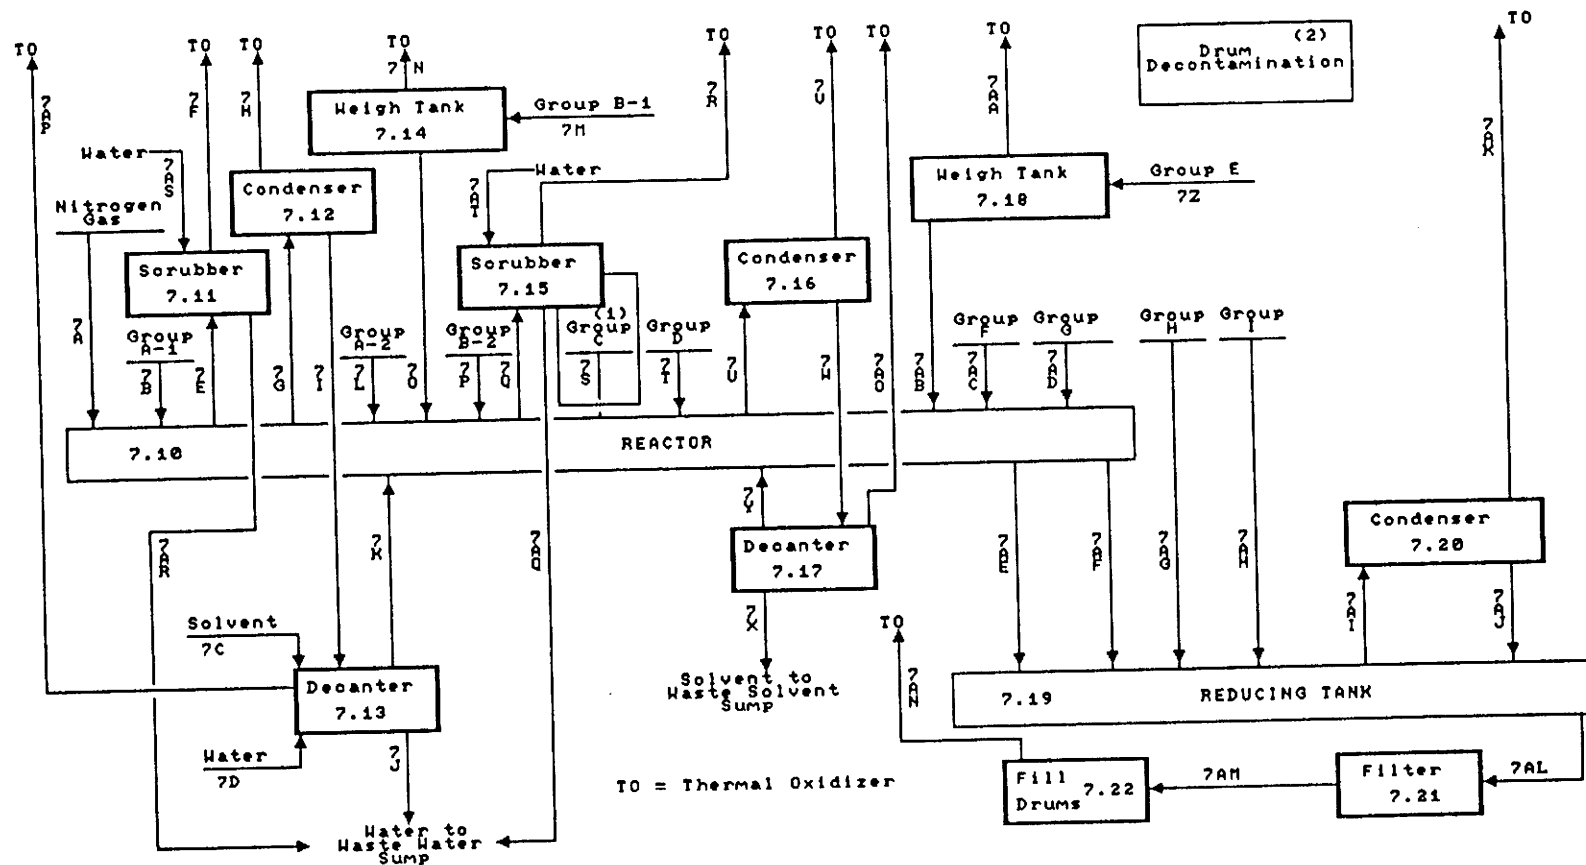 TO
TO
TO
TO
TO
TO
TO
TO
TO
(2)
Drum
Decontamination
7AP
7F
7H
7N
7R
7V
7AA
7AK
Weigh Tank
7.14
Group B-1
7M
Water
7AS
Nitrogen
Gas
Condenser
7.12
Water
7AT
Weigh Tank
7.18
Group E
7Z
Scrubber
7.11
Scrubber
7.15
Condenser
7.16
(1)
7A
Group
A-1
7B
7E
7G
7I
Group
A-2
7L
7O
Group
B-2
7P
7Q
Group
C
7S
Group
D
7T
7U
7W
7AO
7AB
Group
F
7AC
Group
G
7AD
Group
H
Group
I
7.10
REACTOR
7AR
7K
7AQ
7Y
Decanter
7.17
7AE
7AF
7AG
7AH
Condenser
7.20
7AI
7AJ
7X
Solvent
7C
Decanter
7.13
Water
7D
7J
Solvent to
Waste Solvent
Sump
TO
7AN
7.19
REDUCING TANK
TO = Thermal Oxidizer
Fill
Drums
7.22
7AM
Filter
7.21
7AL
Water to
Waste Water
Sump